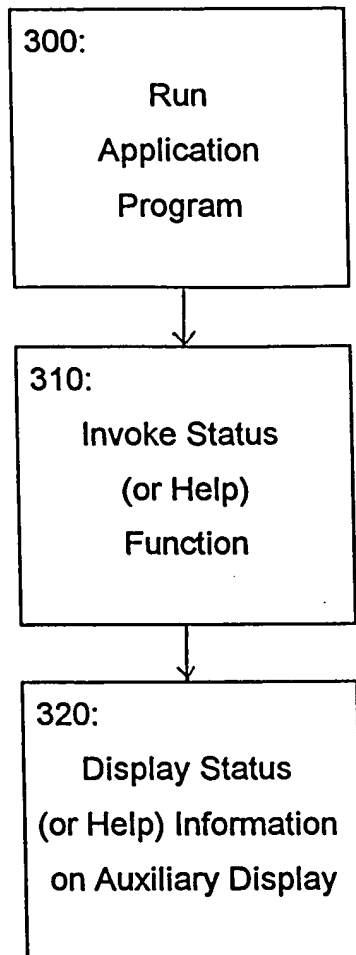 300:
Run
Application
Program
310:
Invoke Status
(or Help)
Function
320:
Display Status
(or Help) Information
on Auxiliary Display